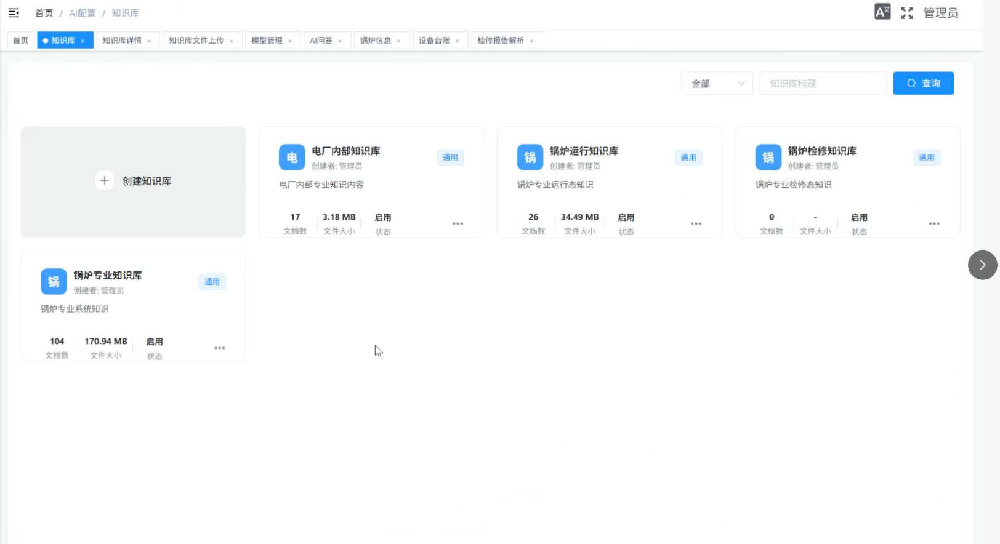 首页 / AI配置 / 知识库
A文
管理员
首页
知识库 ×
知识库详情 ×
知识库文件上传 ×
模型管理 ×
AI问答 ×
锅炉信息 ×
设备台账 ×
检修报告解析 ×
全部
知识库标题
查询
创建知识库
电
电厂内部知识库
创建者: 管理员
通用
电厂内部专业知识内容
17 3.18 MB 启用
文档数 文件大小 状态
锅
锅炉运行知识库
创建者: 管理员
通用
锅炉专业运行态知识
26 34.49 MB 启用
文档数 文件大小 状态
锅
锅炉检修知识库
创建者: 管理员
通用
锅炉专业检修态知识
0 - 启用
文档数 文件大小 状态
锅
锅炉专业知识库
创建者: 管理员
通用
锅炉专业系统知识
104 170.94 MB 启用
文档数 文件大小 状态